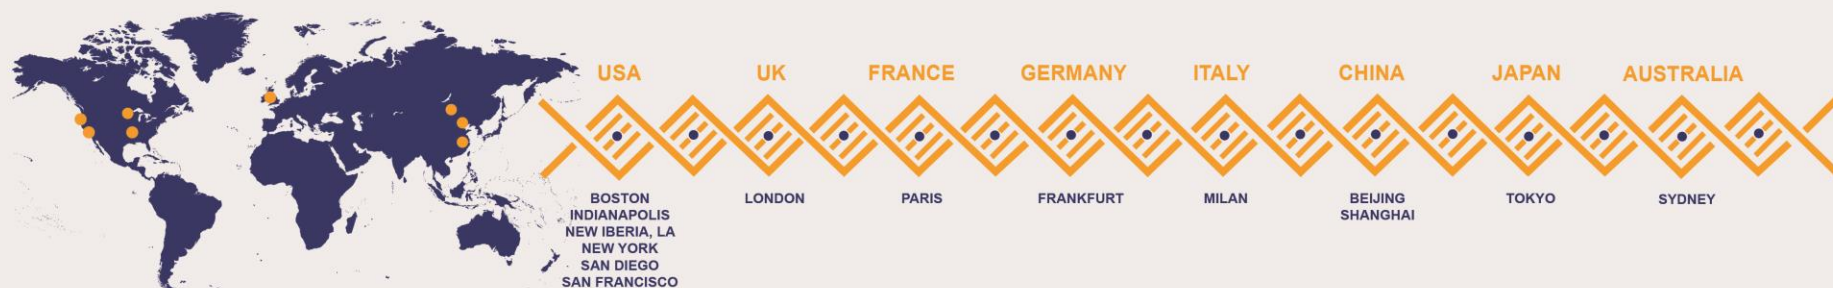 USA
UK
FRANCE
GERMANY
ITALY
CHINA
JAPAN
AUSTRALIA
BOSTON
INDIANAPOLIS
NEW IBERIA, LA
NEW YORK
SAN DIEGO
SAN FRANCISCO
LONDON
PARIS
FRANKFURT
MILAN
BEIJING
SHANGHAI
TOKYO
SYDNEY